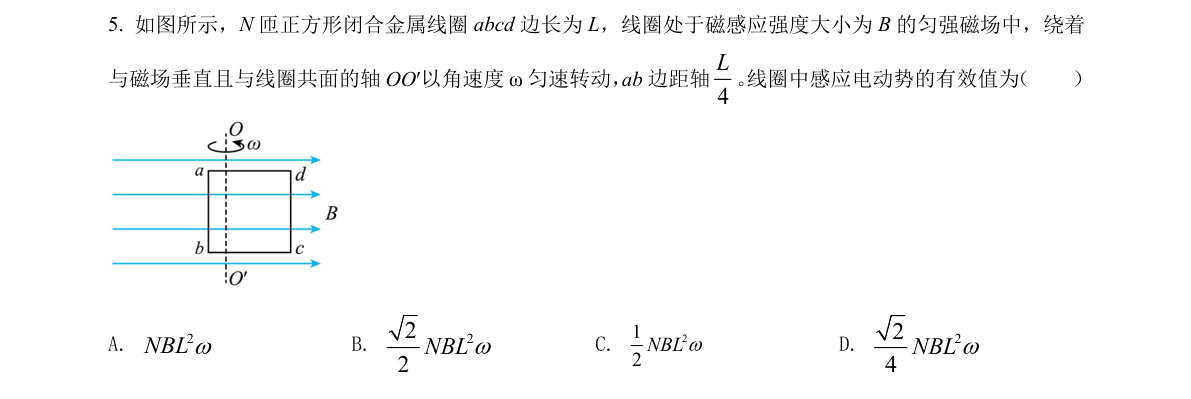 5. 如图所示，N 匝正方形闭合金属线圈 abcd 边长为 L，线圈处于磁感应强度大小为 B 的匀强磁场中，绕着
与磁场垂直且与线圈共面的轴 OO′以角速度 ω 匀速转动，ab 边距轴 L/4 。线圈中感应电动势的有效值为（　　）
O
ω
a
d
B
b
c
O′
A. NBL²ω B. √2/2 NBL²ω C. 1/2 NBL²ω D. √2/4 NBL²ω